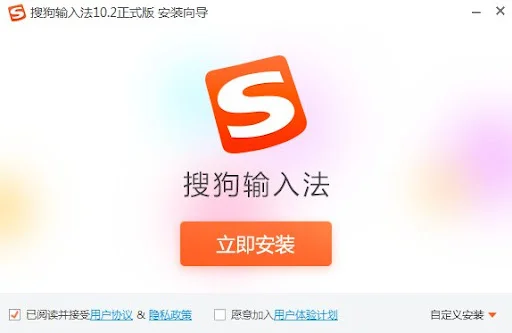 搜狗输入法10.2正式版 安装向导
搜狗输入法
立即安装
已阅读并接受用户协议 & 隐私政策 愿意加入用户体验计划 自定义安装